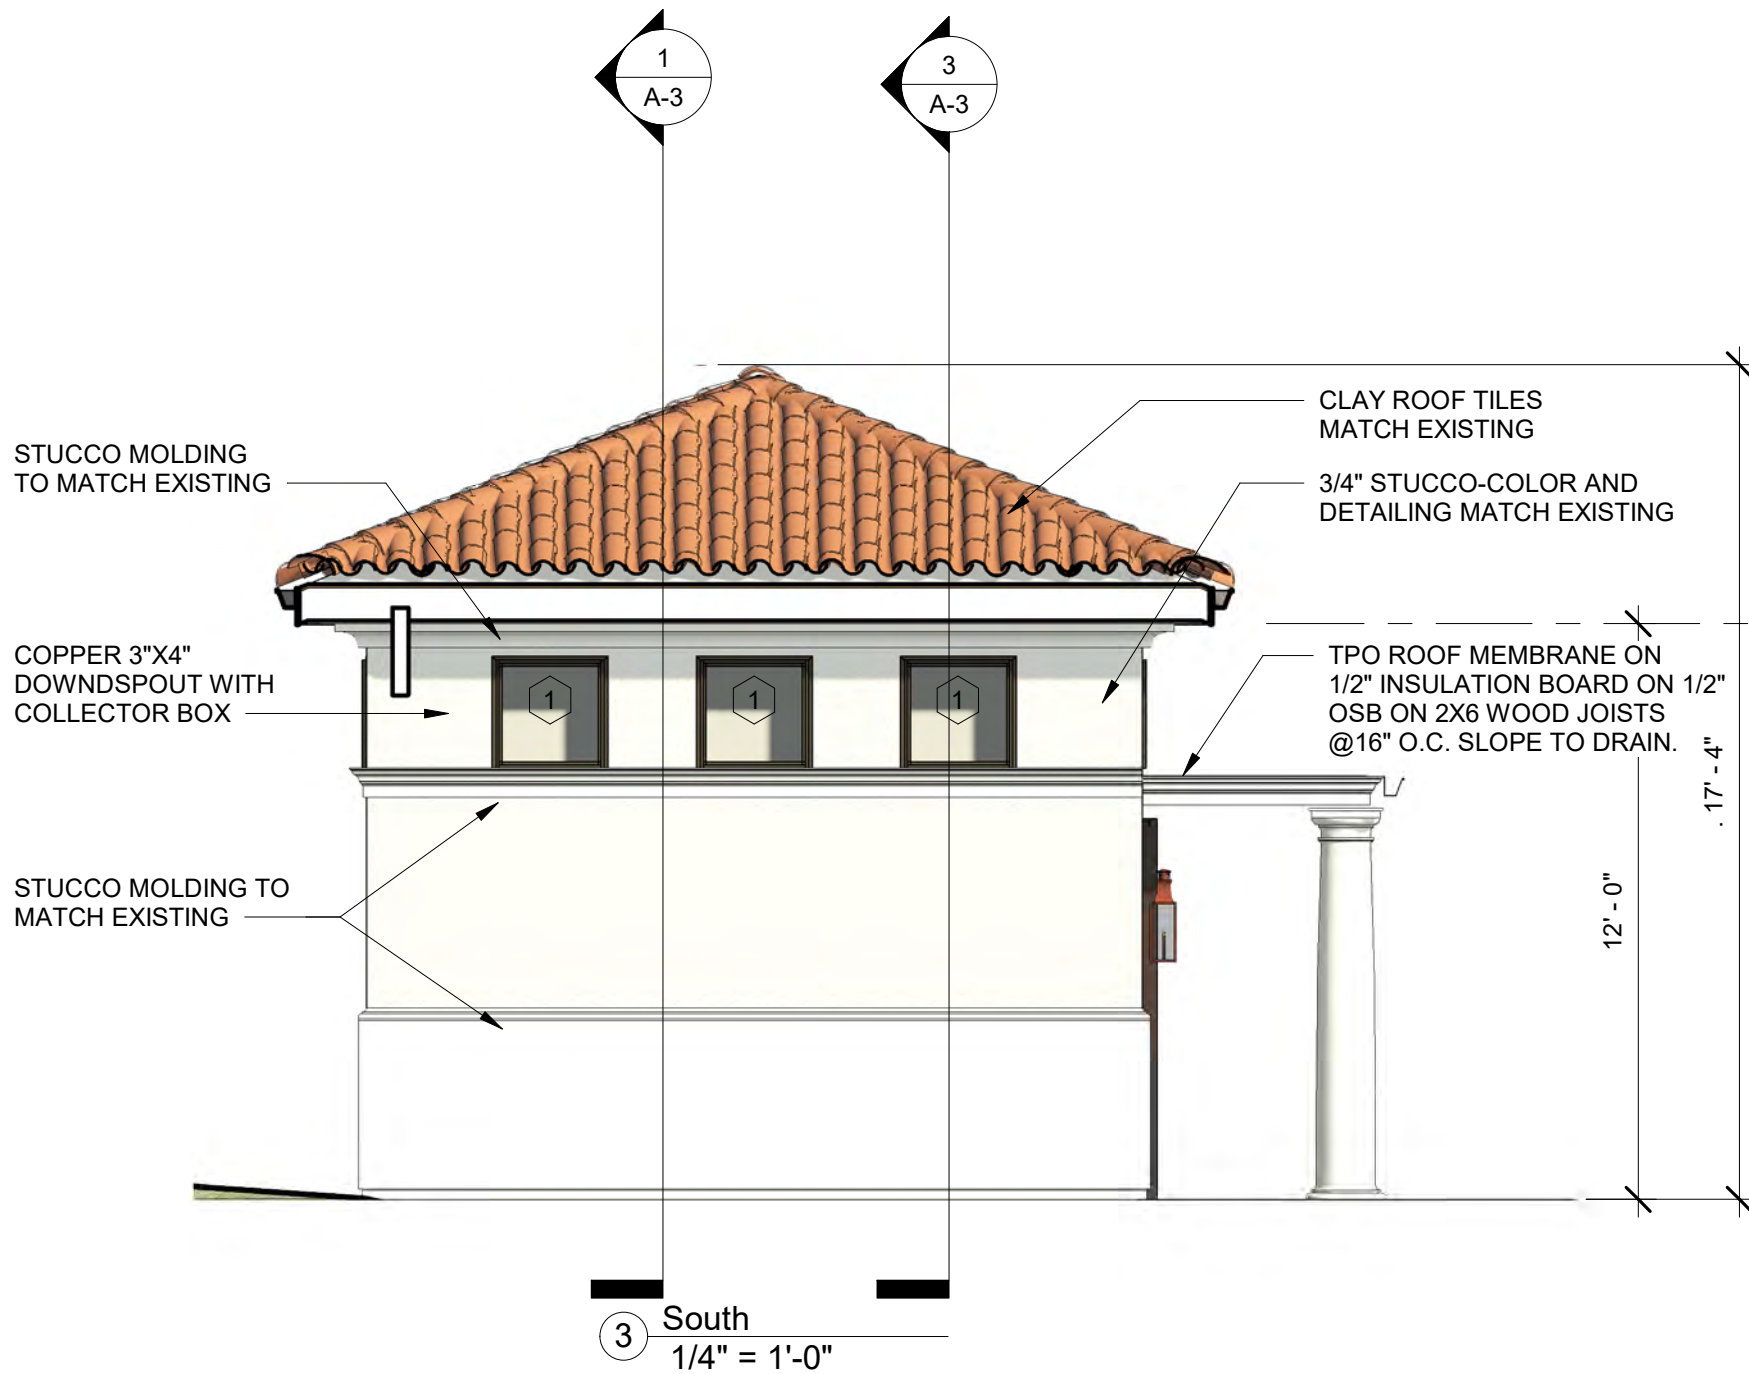 1
A-3
3
A-3
STUCCO MOLDING
TO MATCH EXISTING
CLAY ROOF TILES
MATCH EXISTING
3/4" STUCCO-COLOR AND
DETAILING MATCH EXISTING
COPPER 3"X4"
DOWNDSPOUT WITH
COLLECTOR BOX
1
1
1
TPO ROOF MEMBRANE ON
1/2" INSULATION BOARD ON 1/2"
OSB ON 2X6 WOOD JOISTS
@16" O.C. SLOPE TO DRAIN.
17' - 4"
12' - 0"
STUCCO MOLDING TO
MATCH EXISTING
3
South
1/4" = 1'-0"